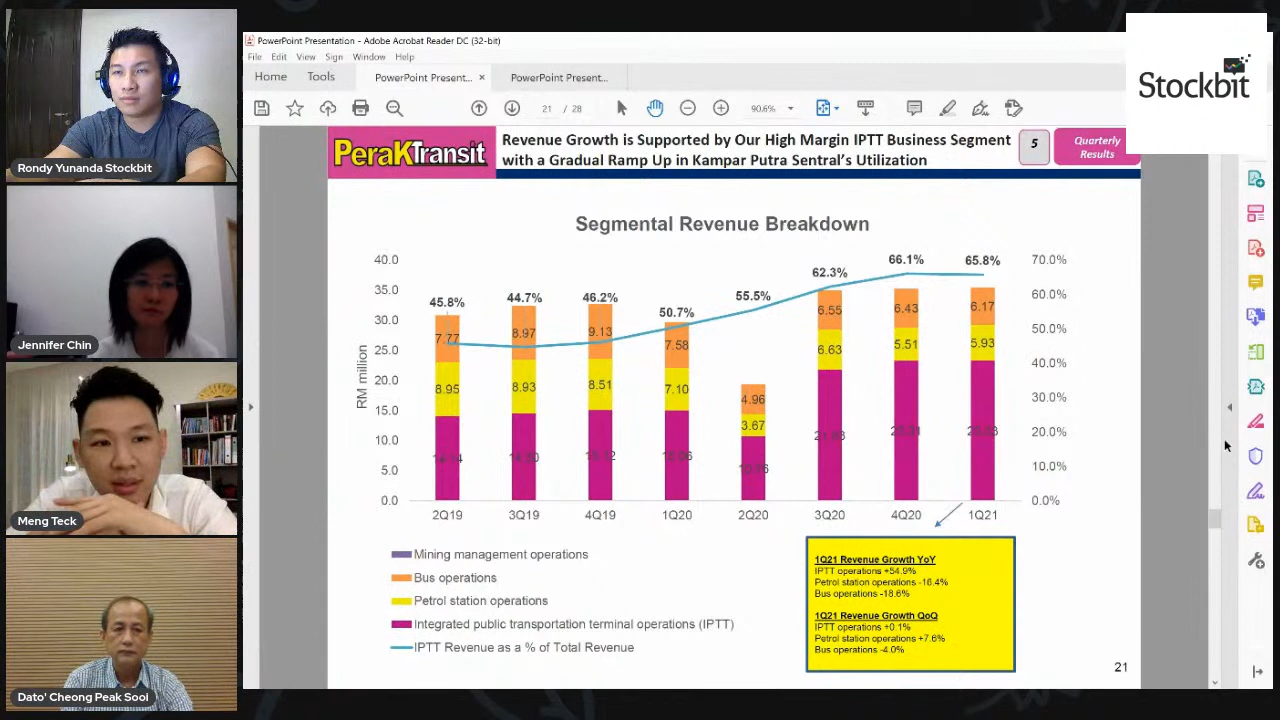 Rondy Yunanda Stockbit
Jennifer Chin
Meng Teck
Dato' Cheong Peak Sool
PowerPoint Presentation - Adobe Acrobat Reader DC (32-bit)
File Edit View Sign Window Help
Home Tools PowerPoint Present... × PowerPoint Present...
21 / 28 90.6%
Stockbit
PeraKTransit
Revenue Growth is Supported by Our High Margin IPTT Business Segment
with a Gradual Ramp Up in Kampar Putra Sentral's Utilization
5
Quarterly
Results
Segmental Revenue Breakdown
RM million
40.0
35.0
30.0
25.0
20.0
15.0
10.0
5.0
0.0
70.0%
60.0%
50.0%
40.0%
30.0%
20.0%
10.0%
0.0%
45.8% 44.7% 46.2% 50.7% 55.5% 62.3% 66.1% 65.8%
7.77 8.97 9.13 7.58 4.96 6.55 6.43 6.17
8.95 8.93 8.51 7.10 3.67 6.63 5.51 5.93
2Q19 3Q19 4Q19 1Q20 2Q20 3Q20 4Q20 1Q21
Mining management operations
Bus operations
Petrol station operations
Integrated public transportation terminal operations (IPTT)
IPTT Revenue as a % of Total Revenue
1Q21 Revenue Growth YoY
IPTT operations +54.9%
Petrol station operations -16.4%
Bus operations -18.6%
1Q21 Revenue Growth QoQ
IPTT operations +0.1%
Petrol station operations +7.6%
Bus operations -4.0%
21